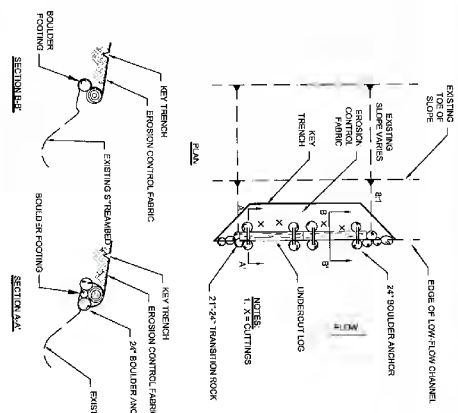 EXISTING
TOE OF
SLOPE
EXISTING
SLOPE VARIES
8:1
EROSION
CONTROL
FABRIC
KEY
TRENCH
PLAN
EDGE OF LOW-FLOW CHANNEL
24" BOULDER ANCHOR
FLOW
B
B'
A
A'
X
X
X
X
UNDERCUT LOG
NOTES:
1. X = CUTTINGS
21"-24" TRANSITION ROCK
KEY TRENCH
EROSION CONTROL FABRIC
EXISTING STREAMBED
BOULDER
FOOTING
SECTION B-B'
KEY TRENCH
EROSION CONTROL FABRIC
24" BOULDER ANC
EXIST
BOULDER FOOTING
SECTION A-A'